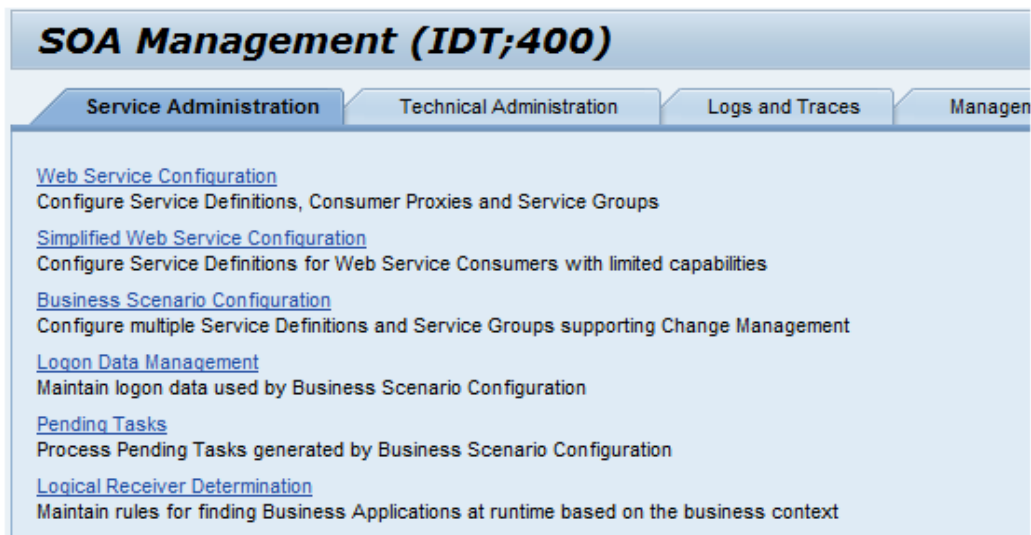 SOA Management (IDT;400)
Service Administration
Technical Administration
Logs and Traces
Managem
Web Service Configuration
Configure Service Definitions, Consumer Proxies and Service Groups
Simplified Web Service Configuration
Configure Service Definitions for Web Service Consumers with limited capabilities
Business Scenario Configuration
Configure multiple Service Definitions and Service Groups supporting Change Management
Logon Data Management
Maintain logon data used by Business Scenario Configuration
Pending Tasks
Process Pending Tasks generated by Business Scenario Configuration
Logical Receiver Determination
Maintain rules for finding Business Applications at runtime based on the business context